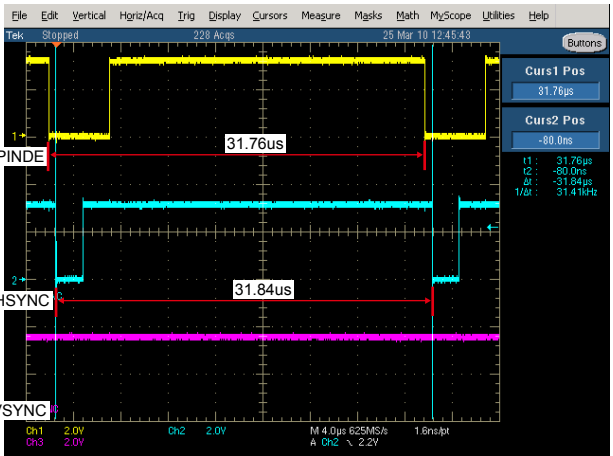 File Edit Vertical Horiz/Acq Trig Display Cursors Measure Masks Math MyScope Utilities Help
Tek Stopped 228 Acqs 25 Mar 10 12:45:43
Buttons
Curs1 Pos
31.76µs
Curs2 Pos
-80.0ns
t1 : 31.76µs
t2 : -80.0ns
Δt : -31.84µs
1/Δt : 31.41kHz
1
31.76us
PINDE
2
31.84us
HSYNC
VSYNC
Ch1 2.0V Ch2 2.0V M 4.0µs 625MS/s 1.6ns/pt
Ch3 2.0V A Ch2 2.2V